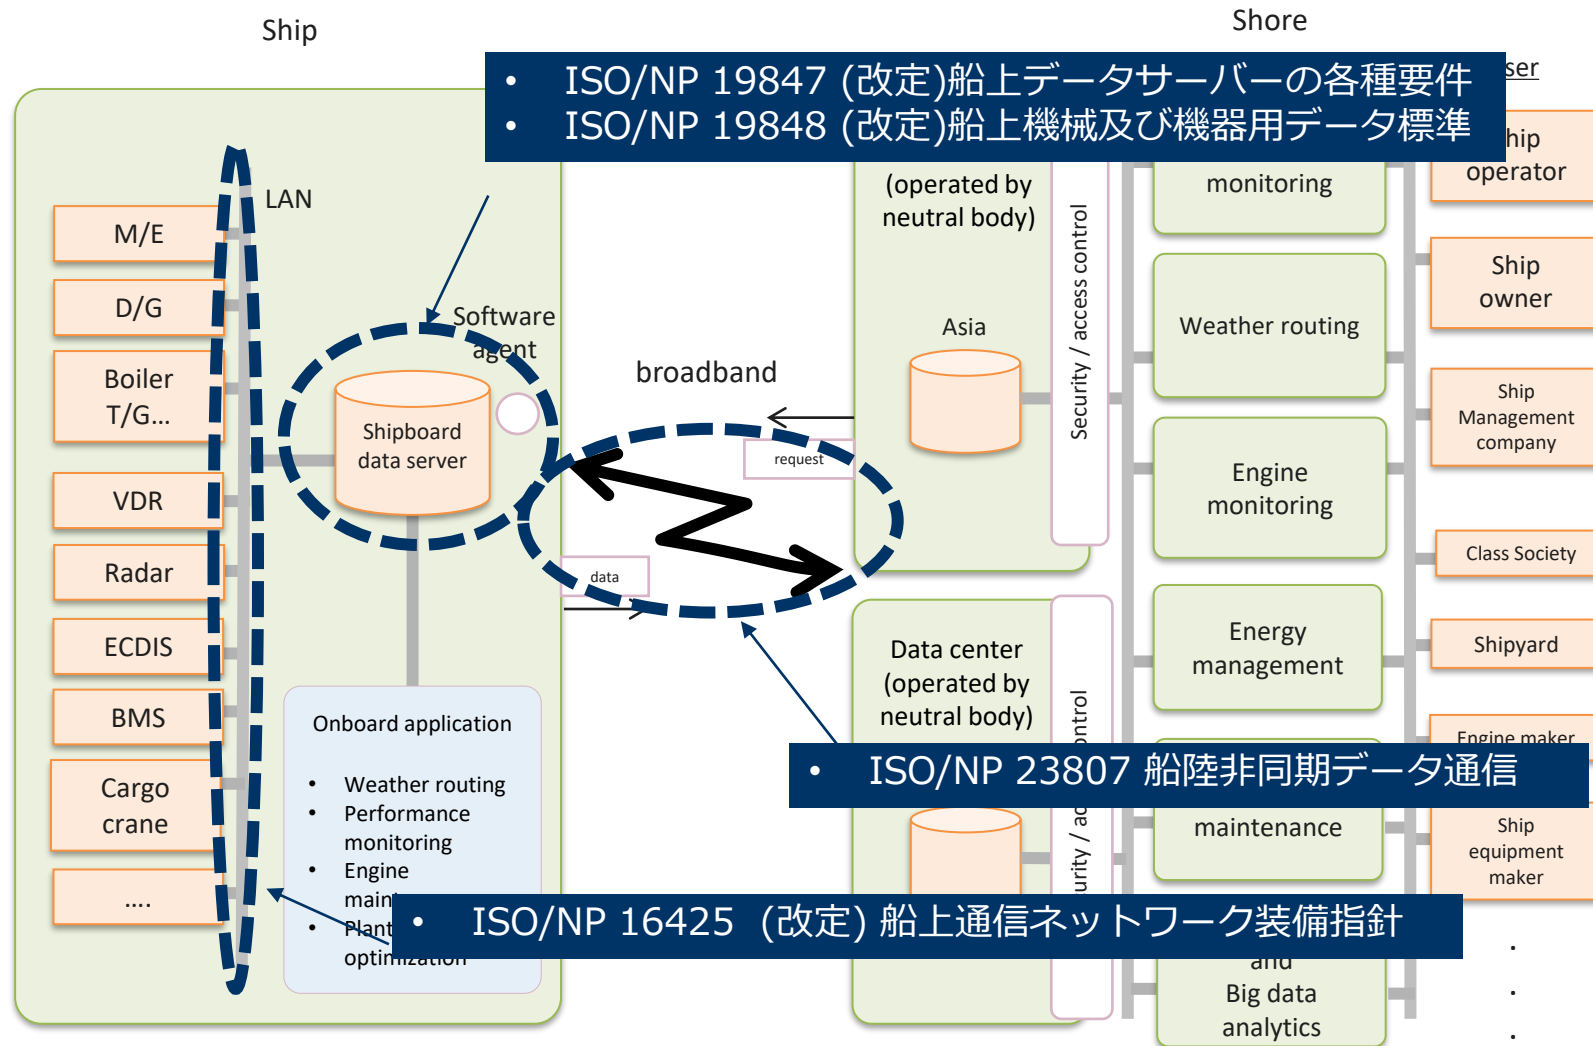 Ship
Shore
• ISO/NP 19847 (改定)船上データサーバーの各種要件
• ISO/NP 19848 (改定)船上機械及び機器用データ標準
LAN
M/E
D/G
Boiler
T/G...
VDR
Radar
ECDIS
BMS
Cargo
crane
....
Software
agent
Shipboard
data server
Onboard application
• Weather routing
• Performance
monitoring
• Engine
• Plant
optimization
broadband
request
data
(operated by
neutral body)
Asia
Security / access control
Data center
(operated by
neutral body)
control
monitoring
Weather routing
Engine
monitoring
Energy
management
maintenance
and
Big data
analytics
operator
Ship
owner
Ship
Management
company
Class Society
Shipyard
Engine maker
Ship
equipment
maker
.
.
.
• ISO/NP 23807 船陸非同期データ通信
• ISO/NP 16425 (改定) 船上通信ネットワーク装備指針